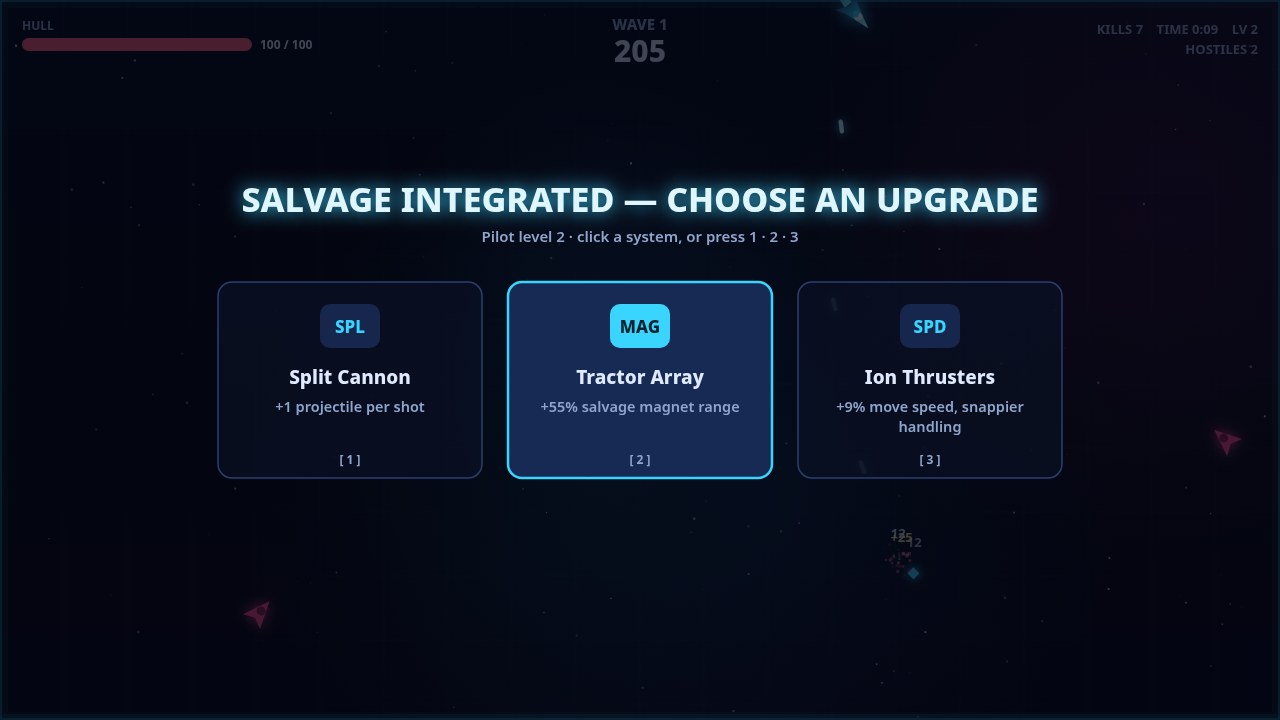 HULL
100 / 100
WAVE 1
205
KILLS 7 TIME 0:09 LV 2
HOSTILES 2
SALVAGE INTEGRATED — CHOOSE AN UPGRADE
Pilot level 2 · click a system, or press 1 · 2 · 3
SPL
Split Cannon
+1 projectile per shot
[ 1 ]
MAG
Tractor Array
+55% salvage magnet range
[ 2 ]
SPD
Ion Thrusters
+9% move speed, snappier
handling
[ 3 ]
12